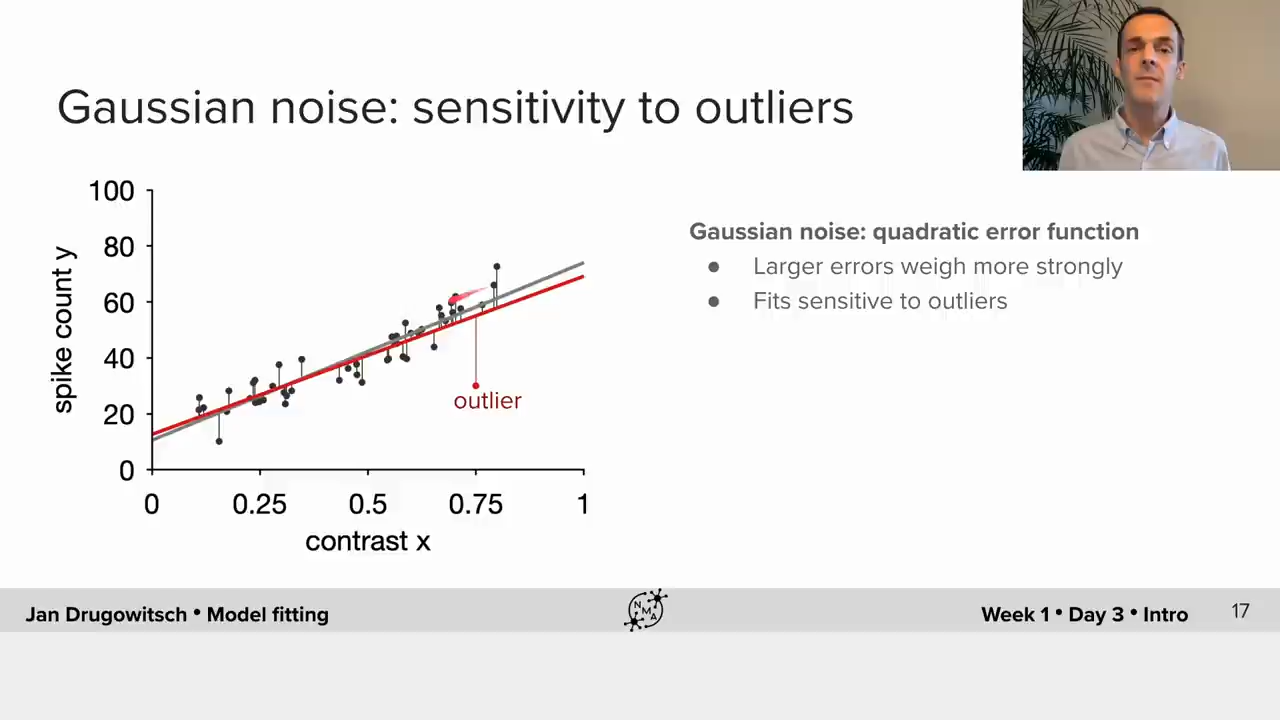 Gaussian noise: sensitivity to outliers
100
80
60
40
20
0
spike count y
outlier
0 0.25 0.5 0.75 1
contrast x
Gaussian noise: quadratic error function
● Larger errors weigh more strongly
● Fits sensitive to outliers
Jan Drugowitsch • Model fitting
N M A
Week 1 • Day 3 • Intro 17